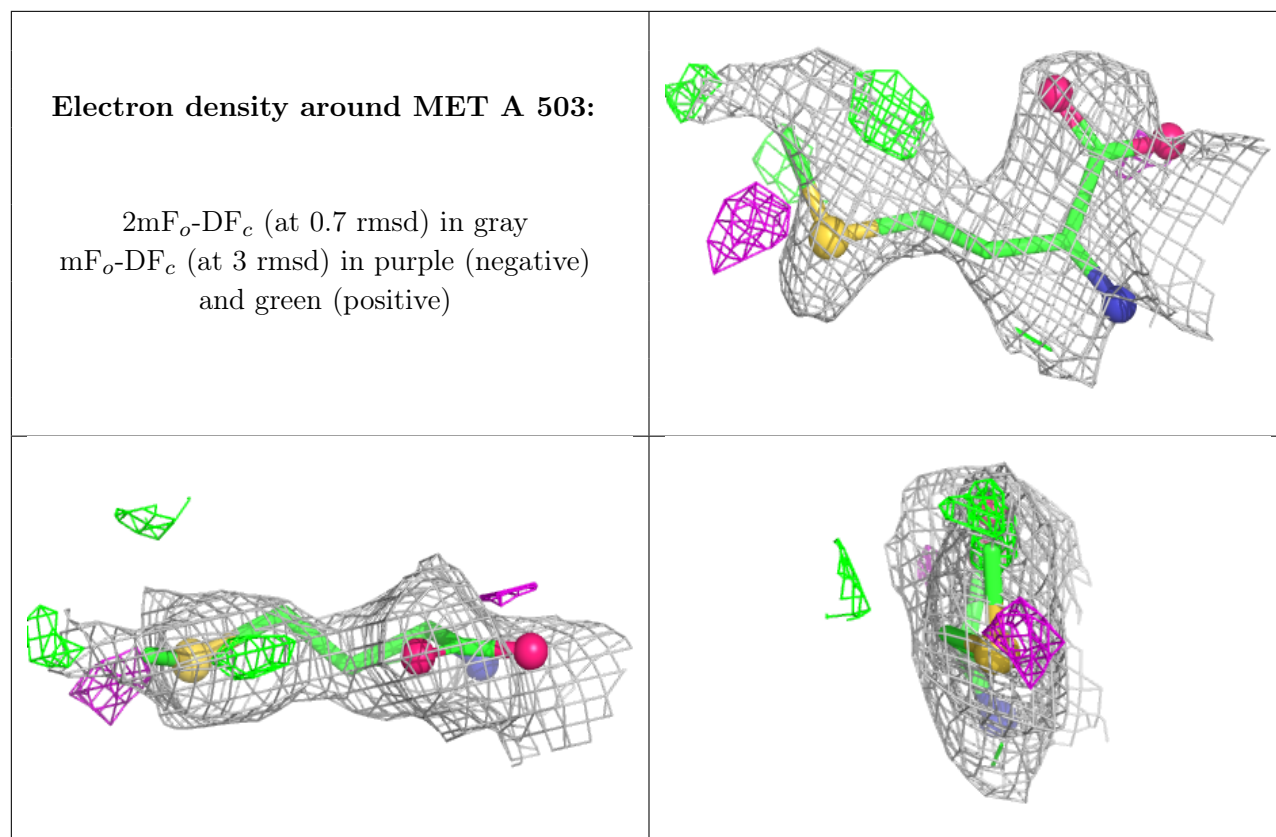 Electron density around MET A 503:
2mFo-DFc (at 0.7 rmsd) in gray
mFo-DFc (at 3 rmsd) in purple (negative)
and green (positive)